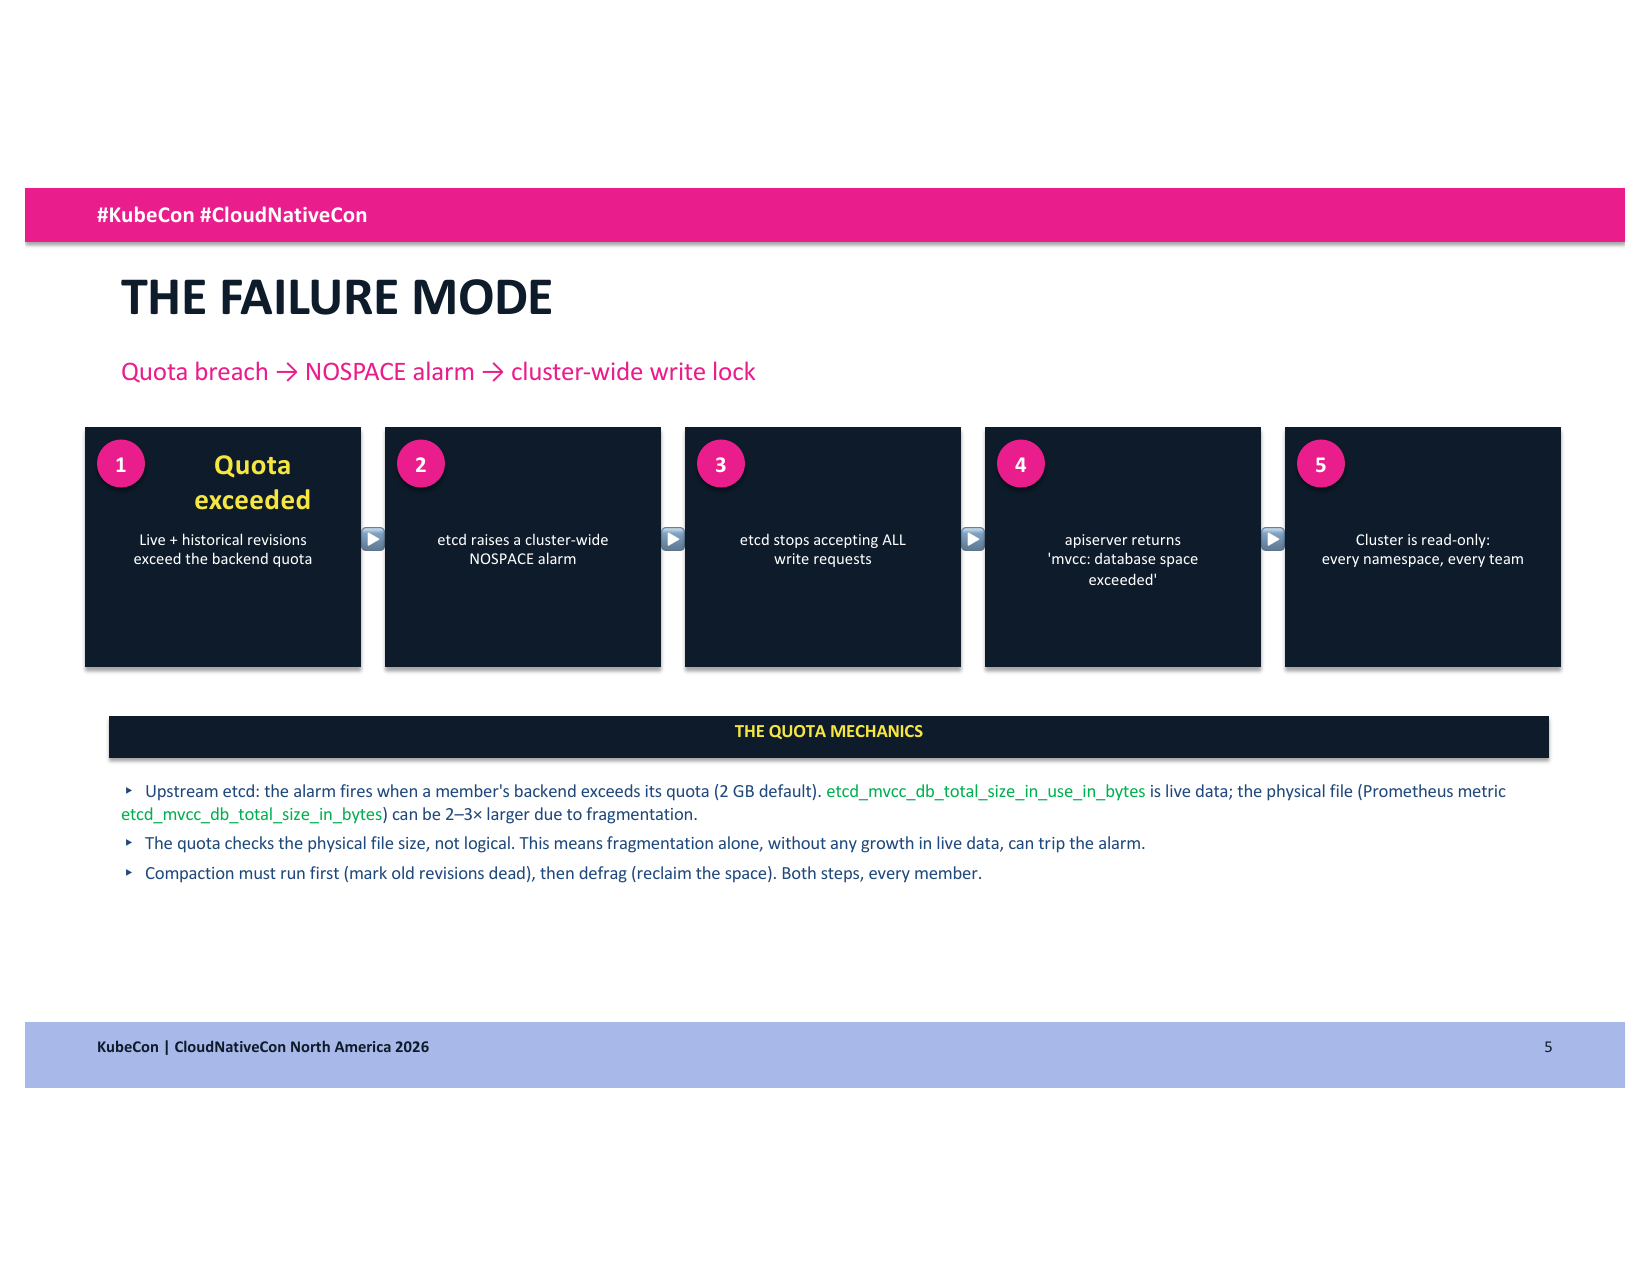 #KubeCon #CloudNativeCon
THE FAILURE MODE
Quota breach → NOSPACE alarm → cluster-wide write lock
1
Quota
exceeded
Live + historical revisions
exceed the backend quota
2
etcd raises a cluster-wide
NOSPACE alarm
3
etcd stops accepting ALL
write requests
4
apiserver returns
'mvcc: database space
exceeded'
5
Cluster is read-only:
every namespace, every team
THE QUOTA MECHANICS
‣ Upstream etcd: the alarm fires when a member's backend exceeds its quota (2 GB default). etcd_mvcc_db_total_size_in_use_in_bytes is live data; the physical file (Prometheus metric
etcd_mvcc_db_total_size_in_bytes) can be 2–3× larger due to fragmentation.
‣ The quota checks the physical file size, not logical. This means fragmentation alone, without any growth in live data, can trip the alarm.
‣ Compaction must run first (mark old revisions dead), then defrag (reclaim the space). Both steps, every member.
KubeCon | CloudNativeCon North America 2026
5